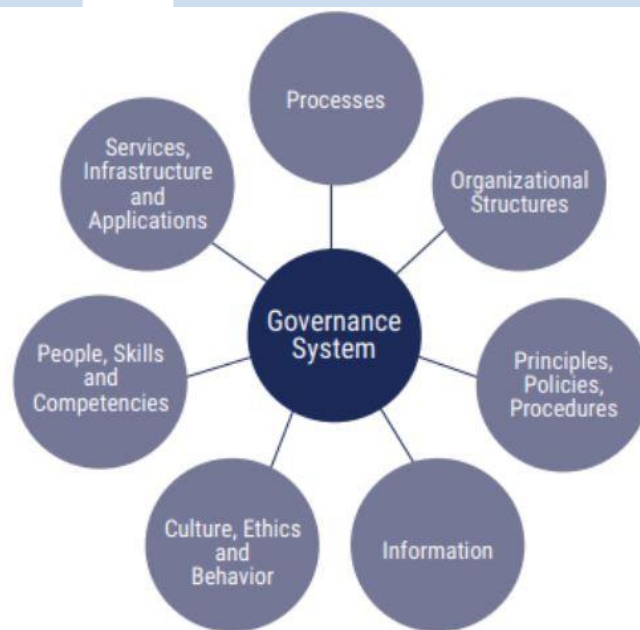 Processes
Organizational
Structures
Principles,
Policies,
Procedures
Information
Culture, Ethics
and
Behavior
People, Skills
and
Competencies
Services,
Infrastructure
and
Applications
Governance
System